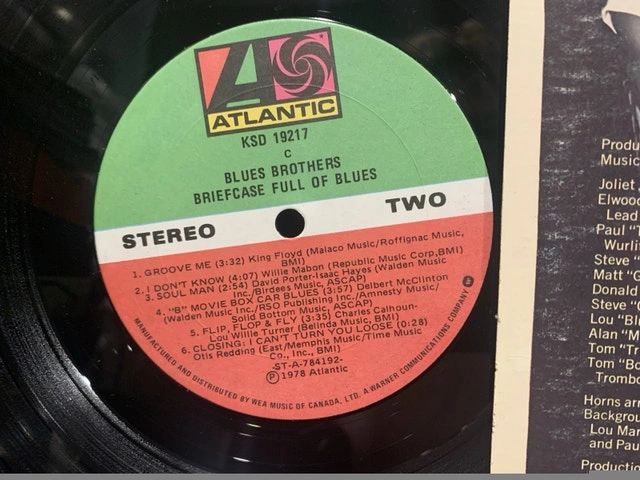 ATLANTIC
KSD 19217
C
BLUES BROTHERS
BRIEFCASE FULL OF BLUES
STEREO TWO
1. GROOVE ME (3:32) King Floyd (Malaco Music/Roffignac Music,
BMI)
2. I DON'T KNOW (4:07) Willie Mabon (Republic Music Corp,BMI)
3. SOUL MAN (2:54) David Porter-Isaac Hayes (Walden Music
Inc./Birdees Music, ASCAP)
4. "B" MOVIE BOX CAR BLUES (3:57) Delbert McClinton
(Walden Music Inc./RSO Publishing Inc./Amnesty Music/
Solid Bottom Music, ASCAP)
5. FLIP, FLOP & FLY (3:35) Charles Calhoun-
Lou Willie Turner (Belinda Music, BMI)
6. CLOSING: I CAN'T TURN YOU LOOSE (0:28)
Otis Redding (East/Memphis Music/Time Music
Co., Inc., BMI)
-ST-A-784192-
Ⓟ 1978 Atlantic
MANUFACTURED AND DISTRIBUTED BY WEA MUSIC OF CANADA, LTD. A WARNER COMMUNICATIONS COMPANY
Produ
Music
Joliet
Elwoo
Lead
Paul "T
Wurli
Steve "
Matt "G
Donald
Steve "
Lou "Bl
Alan "M
Tom "Tr
Tom "Bo
Tromb
Horns arr
Backgrou
Lou Mar
and Pau
Production